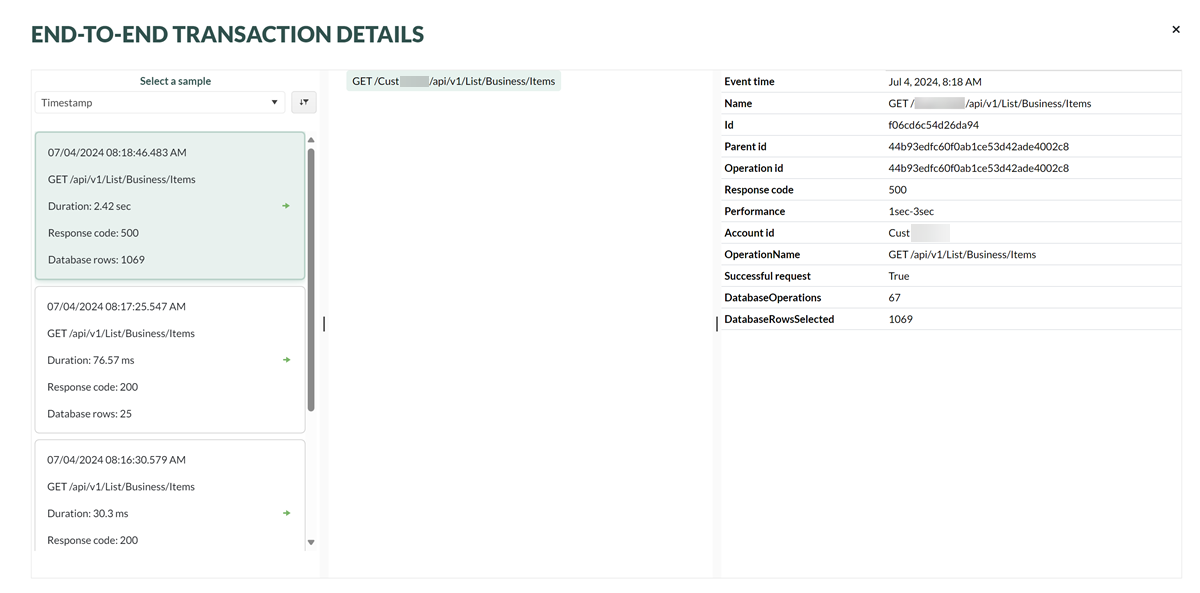 END-TO-END TRANSACTION DETAILS
Select a sample
Timestamp
07/04/2024 08:18:46.483 AM
GET /api/v1/List/Business/Items
Duration: 2.42 sec
Response code: 500
Database rows: 1069
07/04/2024 08:17:25.547 AM
GET /api/v1/List/Business/Items
Duration: 76.57 ms
Response code: 200
Database rows: 25
07/04/2024 08:16:30.579 AM
GET /api/v1/List/Business/Items
Duration: 30.3 ms
Response code: 200
GET /Cust /api/v1/List/Business/Items
Event time Jul 4, 2024, 8:18 AM
Name GET / /api/v1/List/Business/Items
Id f06cd6c54d26da94
Parent id 44b93edfc60f0ab1ce53d42ade4002c8
Operation id 44b93edfc60f0ab1ce53d42ade4002c8
Response code 500
Performance 1sec-3sec
Account id Cust
OperationName GET /api/v1/List/Business/Items
Successful request True
DatabaseOperations 67
DatabaseRowsSelected 1069